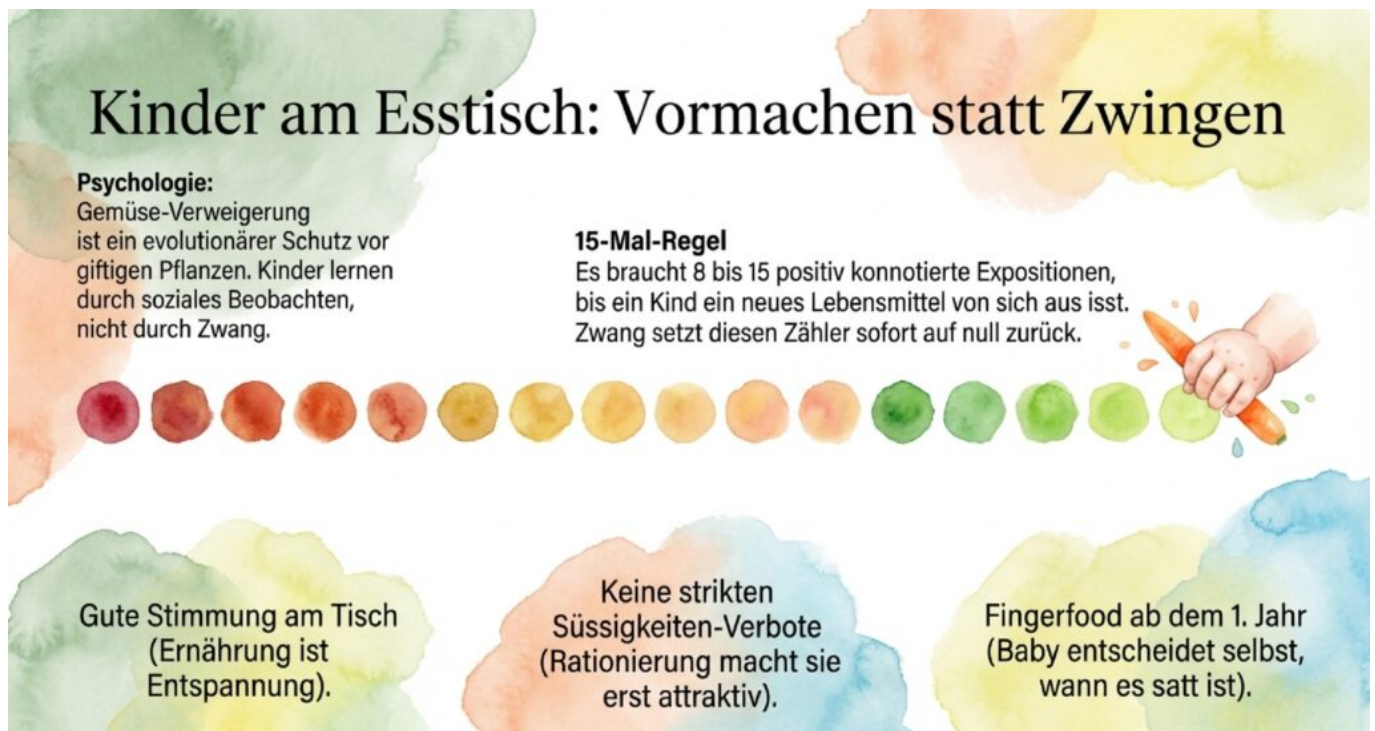 Kinder am Esstisch: Vormachen statt Zwingen
Psychologie:
Gemüse-Verweigerung
ist ein evolutionärer Schutz vor
giftigen Pflanzen. Kinder lernen
durch soziales Beobachten,
nicht durch Zwang.
15-Mal-Regel
Es braucht 8 bis 15 positiv konnotierte Expositionen,
bis ein Kind ein neues Lebensmittel von sich aus isst.
Zwang setzt diesen Zähler sofort auf null zurück.
Gute Stimmung am Tisch
(Ernährung ist
Entspannung).
Keine strikten
Süssigkeiten-Verbote
(Rationierung macht sie
erst attraktiv).
Fingerfood ab dem 1. Jahr
(Baby entscheidet selbst,
wann es satt ist).